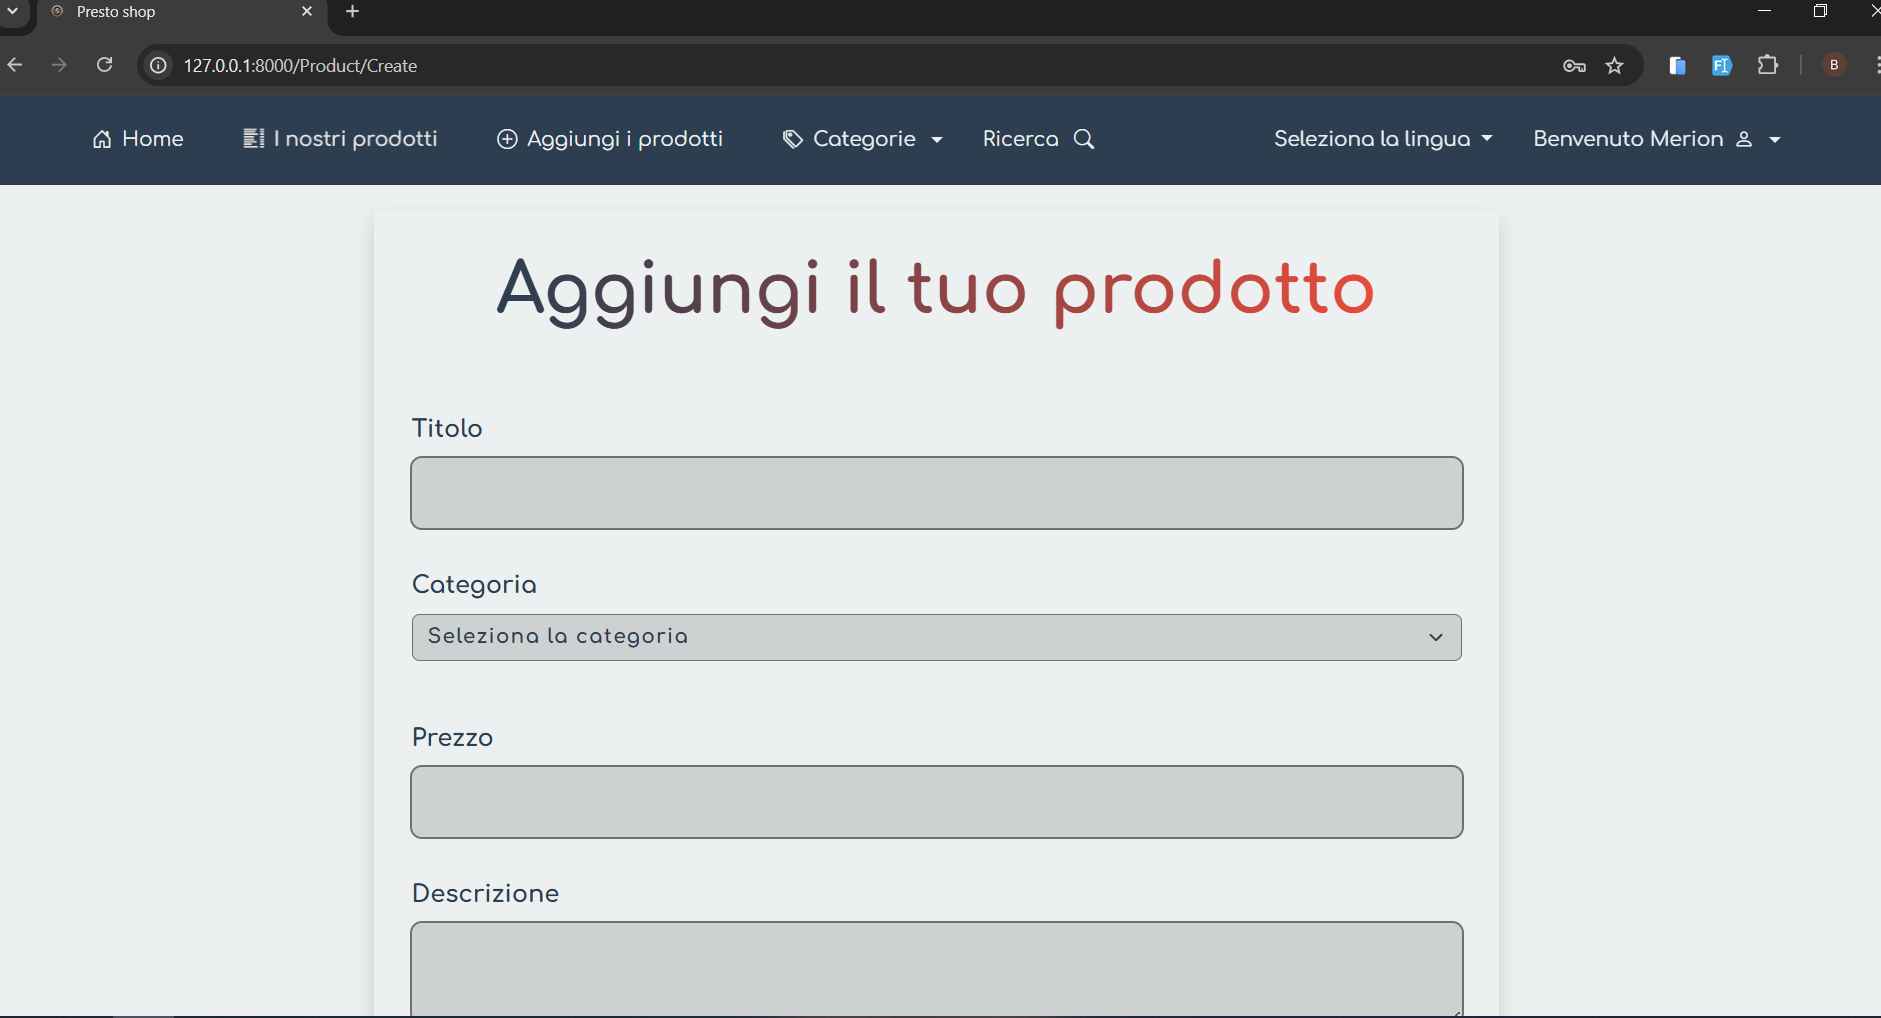 Presto shop
127.0.0.1:8000/Product/Create
B
Home
I nostri prodotti
Aggiungi i prodotti
Categorie
Ricerca
Seleziona la lingua
Benvenuto Merion
Aggiungi il tuo prodotto
Titolo
Categoria
Seleziona la categoria
Prezzo
Descrizione